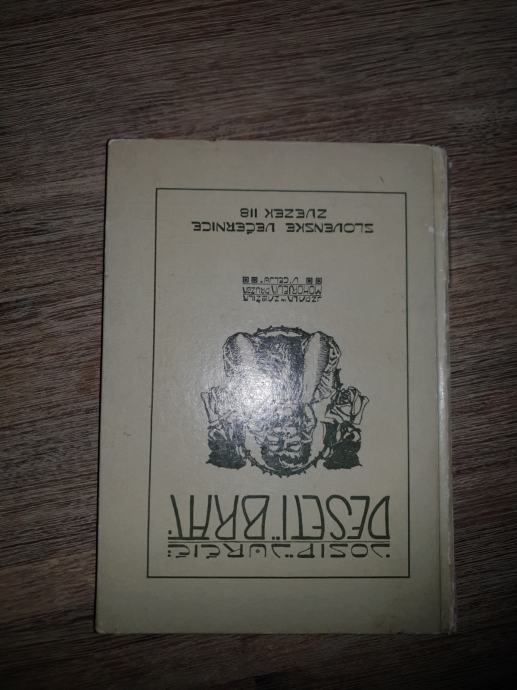 JOSIP JURČIČ:
DESETI BRAT
IZDALA IN ZALOŽILA
MOHORJEVA DRUŽBA
V CELJU
SLOVENSKE VEČERNICE
ZVEZEK 118